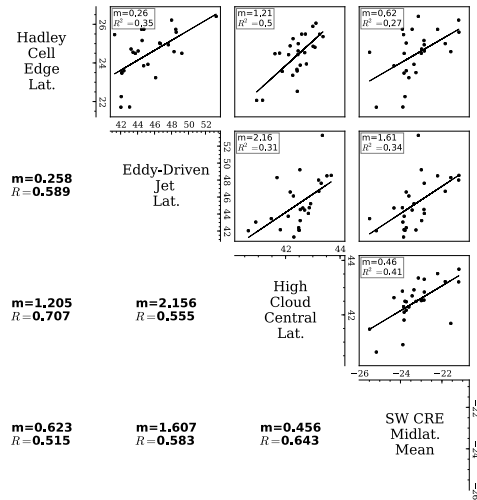 Hadley
Cell
Edge
Lat.
26
24
22
m=0,26
R² =0,35
m=1,21
R² =0,5
m=0,62
R² =0,27
42 44 46 48 50 52
m=0.258
R=0.589
Eddy-Driven
Jet
Lat.
52
50
48
46
44
42
m=2.16
R² =0.31
m=1.61
R² =0.34
42 44
m=1.205
R=0.707
m=2.156
R=0.555
High
Cloud
Central
Lat.
44
42
m=0.46
R² =0.41
−26 −24 −22
m=0.623
R=0.515
m=1.607
R=0.583
m=0.456
R=0.643
SW CRE
Midlat.
Mean
−22
−24
−26